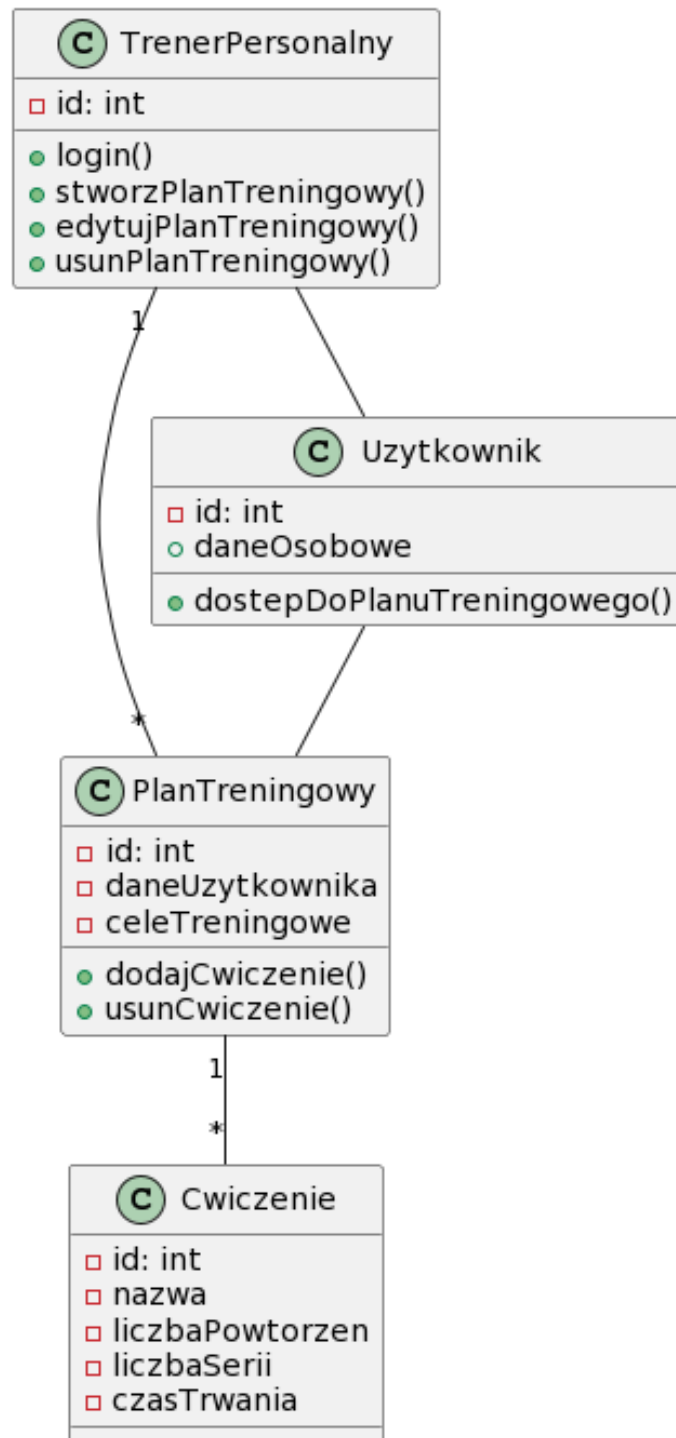 C TrenerPersonalny
id: int
login()
stworzPlanTreningowy()
edytujPlanTreningowy()
usunPlanTreningowy()
1
C Uzytkownik
id: int
daneOsobowe
dostepDoPlanuTreningowego()
*
C PlanTreningowy
id: int
daneUzytkownika
celeTreningowe
dodajCwiczenie()
usunCwiczenie()
1
*
C Cwiczenie
id: int
nazwa
liczbaPowtorzen
liczbaSerii
czasTrwania